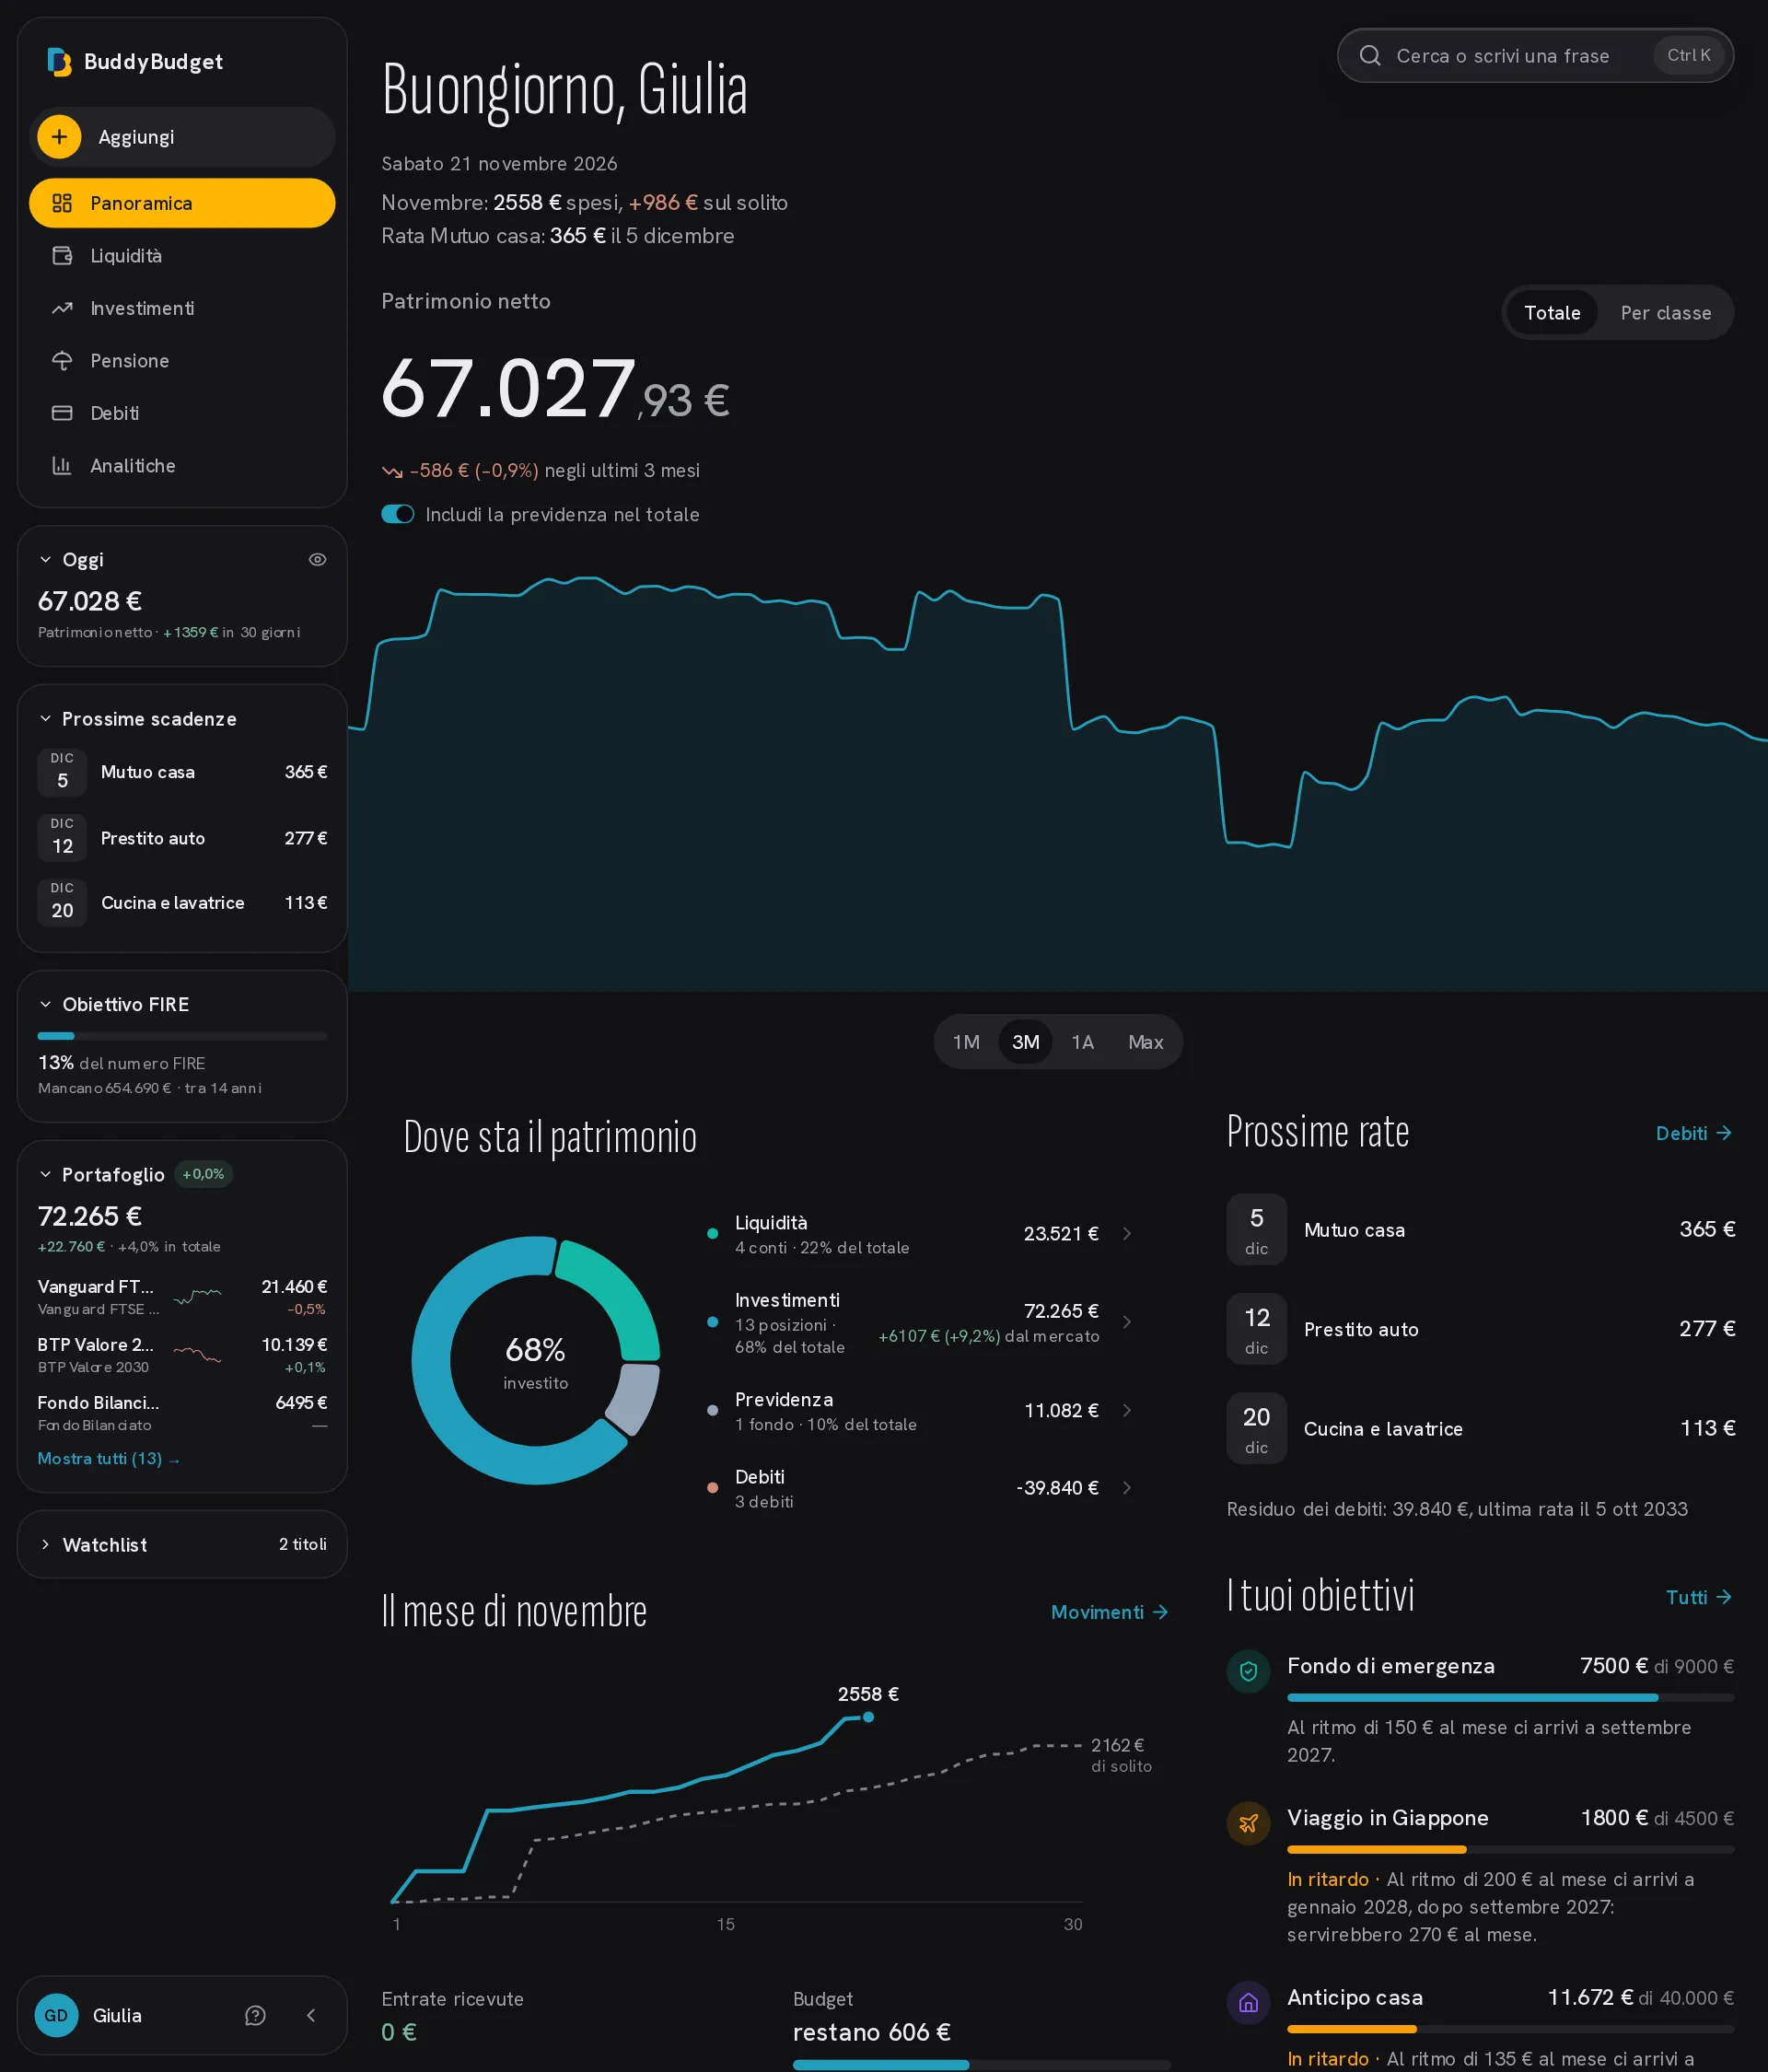 BuddyBudget
Aggiungi
Panoramica
Liquidità
Investimenti
Pensione
Debiti
Analitiche
Oggi
67.028 €
Patrimonio netto · +1359 € in 30 giorni
Prossime scadenze
DIC
5
Mutuo casa
365 €
DIC
12
Prestito auto
277 €
DIC
20
Cucina e lavatrice
113 €
Obiettivo FIRE
13% del numero FIRE
Mancano 654.690 € · tra 14 anni
Portafoglio
+0,0%
72.265 €
+22.760 € · +4,0% in totale
Vanguard FT...
21.460 €
Vanguard FTSE ...
−0,5%
BTP Valore 2...
10.139 €
BTP Valore 2030
+0,1%
Fondo Bilanci...
6495 €
Fondo Bilanciato
—
Mostra tutti (13) →
Watchlist
2 titoli
GD
Giulia
Buongiorno, Giulia
Cerca o scrivi una frase
Ctrl K
Sabato 21 novembre 2026
Novembre: 2558 € spesi, +986 € sul solito
Rata Mutuo casa: 365 € il 5 dicembre
Patrimonio netto
Totale
Per classe
67.027,93 €
−586 € (−0,9%) negli ultimi 3 mesi
Includi la previdenza nel totale
1M
3M
1A
Max
Dove sta il patrimonio
68%
investito
Liquidità
4 conti · 22% del totale
23.521 €
Investimenti
13 posizioni ·
68% del totale
72.265 €
+6107 € (+9,2%) dal mercato
Previdenza
1 fondo · 10% del totale
11.082 €
Debiti
3 debiti
-39.840 €
Prossime rate
Debiti →
5
dic
Mutuo casa
365 €
12
dic
Prestito auto
277 €
20
dic
Cucina e lavatrice
113 €
Residuo dei debiti: 39.840 €, ultima rata il 5 ott 2033
Il mese di novembre
Movimenti →
2558 €
2162 €
di solito
1
15
30
Entrate ricevute
0 €
Budget
restano 606 €
I tuoi obiettivi
Tutti →
Fondo di emergenza
7500 € di 9000 €
Al ritmo di 150 € al mese ci arrivi a settembre
2027.
Viaggio in Giappone
1800 € di 4500 €
In ritardo · Al ritmo di 200 € al mese ci arrivi a
gennaio 2028, dopo settembre 2027:
servirebbero 270 € al mese.
Anticipo casa
11.672 € di 40.000 €
In ritardo · Al ritmo di 135 € al mese ci arrivi a